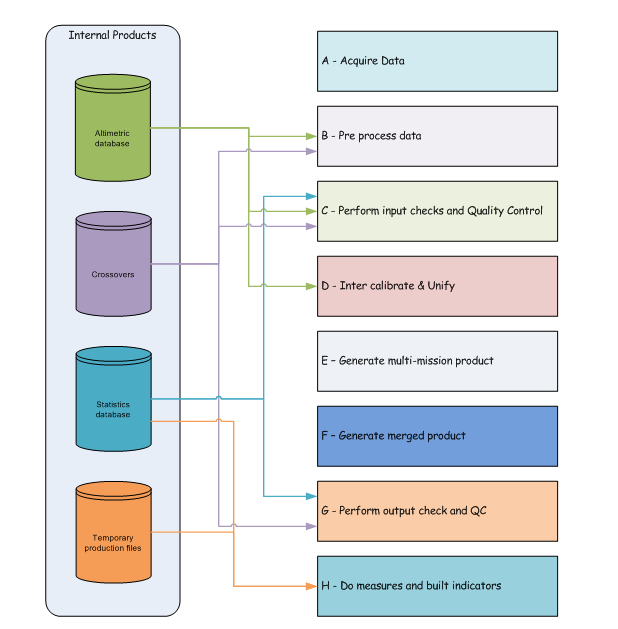 Internal Products
Altimetric
database
Crossovers
Statistics
database
Temporary
production files
A - Acquire Data
B - Pre process data
C - Perform input checks and Quality Control
D - Inter calibrate & Unify
E – Generate multi-mission product
F – Generate merged product
G - Perform output check and QC
H - Do measures and built indicators